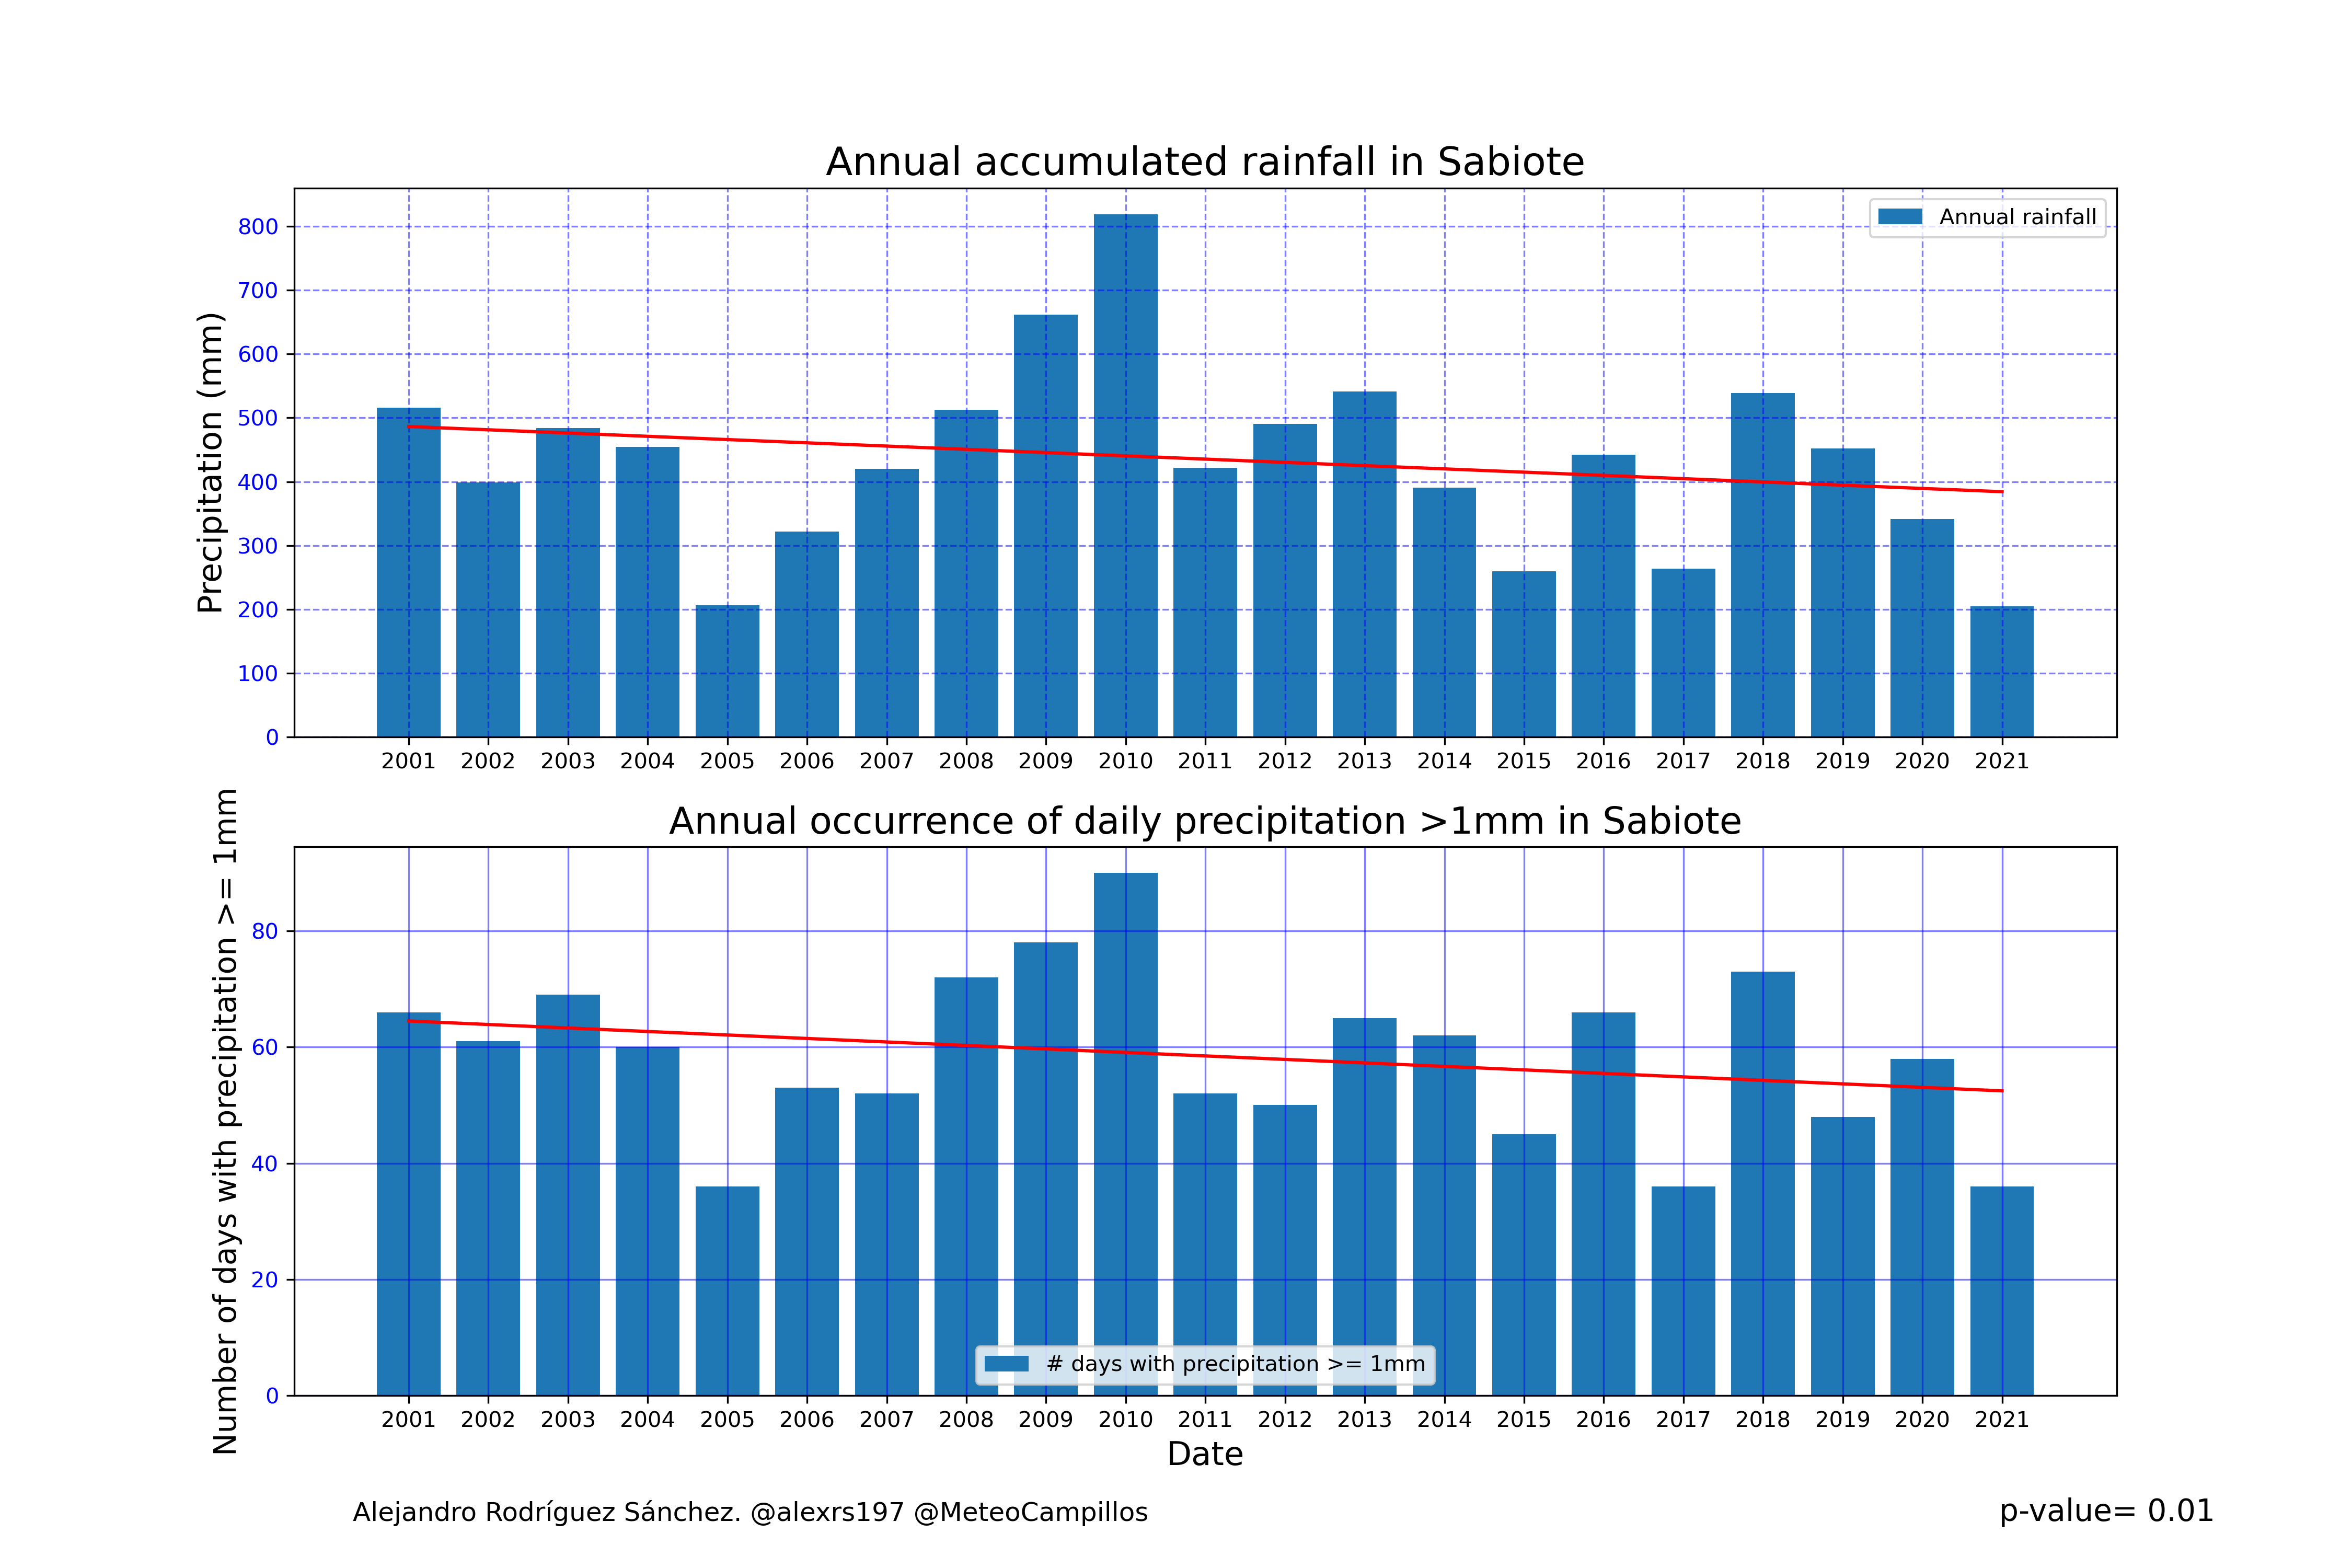 Annual accumulated rainfall in Sabiote
Precipitation (mm)
800
700
600
500
400
300
200
100
0
Annual rainfall
2001 2002 2003 2004 2005 2006 2007 2008 2009 2010 2011 2012 2013 2014 2015 2016 2017 2018 2019 2020 2021
Annual occurrence of daily precipitation >1mm in Sabiote
Number of days with precipitation >= 1mm
80
60
40
20
0
# days with precipitation >= 1mm
2001 2002 2003 2004 2005 2006 2007 2008 2009 2010 2011 2012 2013 2014 2015 2016 2017 2018 2019 2020 2021
Date
Alejandro Rodríguez Sánchez. @alexrs197 @MeteoCampillos
p-value= 0.01